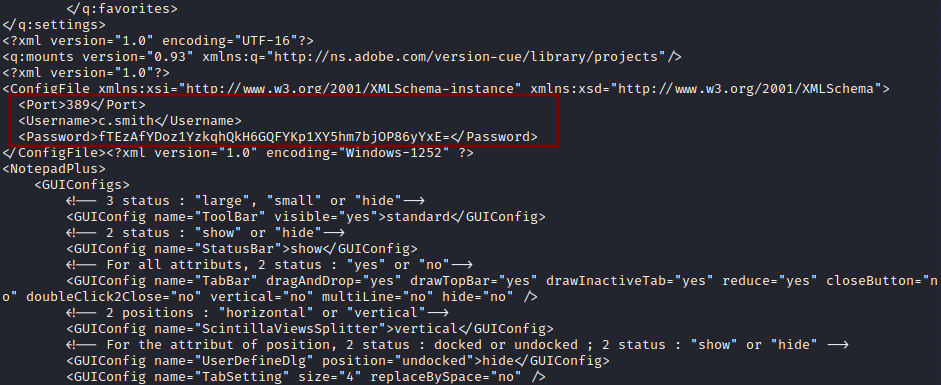 </q:favorites>
</q:settings>
<?xml version="1.0" encoding="UTF-16"?>
<q:mounts version="0.93" xmlns:q="http://ns.adobe.com/version-cue/library/projects"/>
<?xml version="1.0"?>
<ConfigFile xmlns:xsi="http://www.w3.org/2001/XMLSchema-instance" xmlns:xsd="http://www.w3.org/2001/XMLSchema">
<Port>389</Port>
<Username>c.smith</Username>
<Password>fTEzAfYDoz1YzkqhQkH6GQFYKp1XY5hm7bjOP86yYxE=</Password>
</ConfigFile><?xml version="1.0" encoding="Windows-1252" ?>
<NotepadPlus>
<GUIConfigs>
<!-- 3 status : "large", "small" or "hide"-->
<GUIConfig name="ToolBar" visible="yes">standard</GUIConfig>
<!-- 2 status : "show" or "hide"-->
<GUIConfig name="StatusBar">show</GUIConfig>
<!-- For all attributs, 2 status : "yes" or "no"-->
<GUIConfig name="TabBar" dragAndDrop="yes" drawTopBar="yes" drawInactiveTab="yes" reduce="yes" closeButton="n
o" doubleClick2Close="no" vertical="no" multiLine="no" hide="no" />
<!-- 2 positions : "horizontal" or "vertical"-->
<GUIConfig name="ScintillaViewsSplitter">vertical</GUIConfig>
<!-- For the attribut of position, 2 status : docked or undocked ; 2 status : "show" or "hide" -->
<GUIConfig name="UserDefineDlg" position="undocked">hide</GUIConfig>
<GUIConfig name="TabSetting" size="4" replaceBySpace="no" />